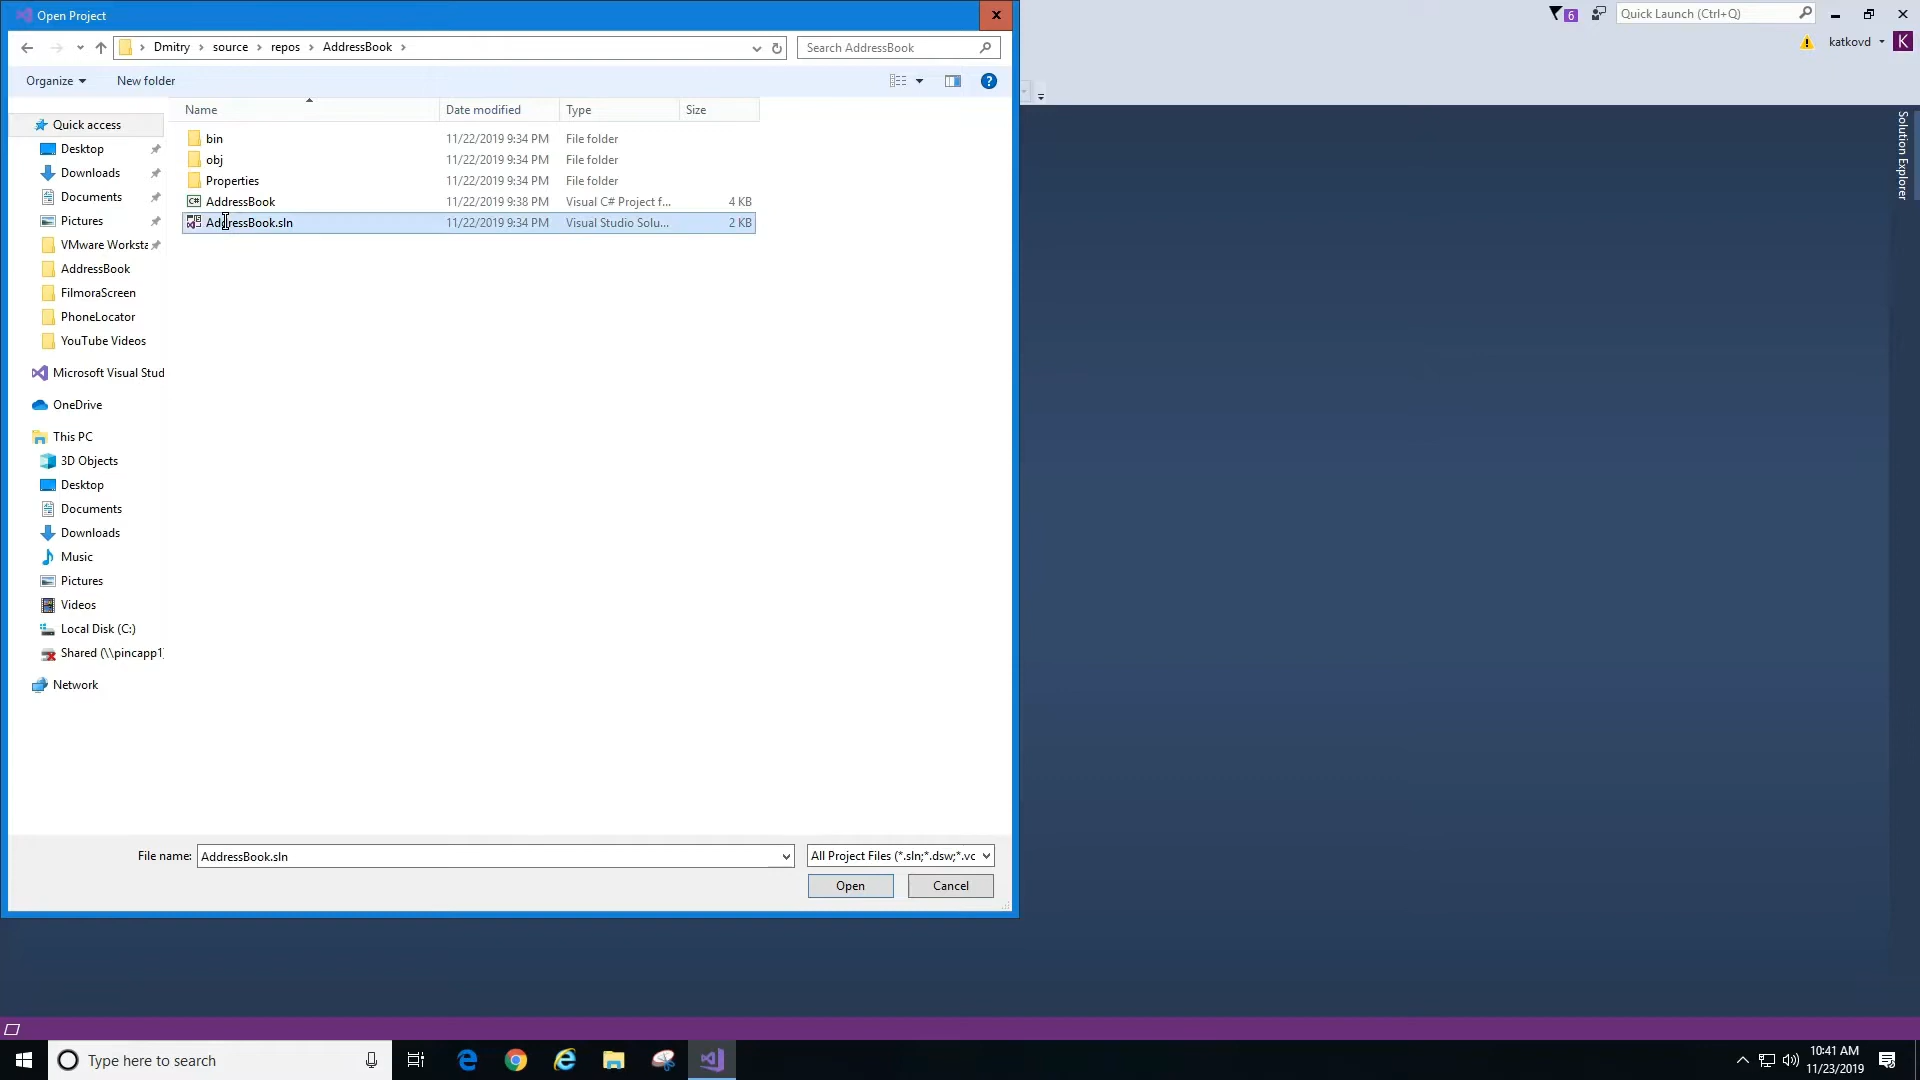 Open Project
6
Quick Launch (Ctrl+Q)
katkovd
K
Dmitry
source
repos
AddressBook
Search AddressBook
Organize
New folder
?
Name
Date modified
Type
Size
Quick access
Desktop
Downloads
Documents
Pictures
VMware Worksta
AddressBook
FilmoraScreen
PhoneLocator
YouTube Videos
Microsoft Visual Stud
OneDrive
This PC
3D Objects
Desktop
Documents
Downloads
Music
Pictures
Videos
Local Disk (C:)
Shared (\\pincapp1)
Network
bin 11/22/2019 9:34 PM File folder
obj 11/22/2019 9:34 PM File folder
Properties 11/22/2019 9:34 PM File folder
AddressBook 11/22/2019 9:38 PM Visual C# Project f... 4 KB
AddressBook.sln 11/22/2019 9:34 PM Visual Studio Solu... 2 KB
Solution Explorer
File name: AddressBook.sln
All Project Files (*.sln;*.dsw;*.vc
Open
Cancel
Type here to search
10:41 AM
11/23/2019